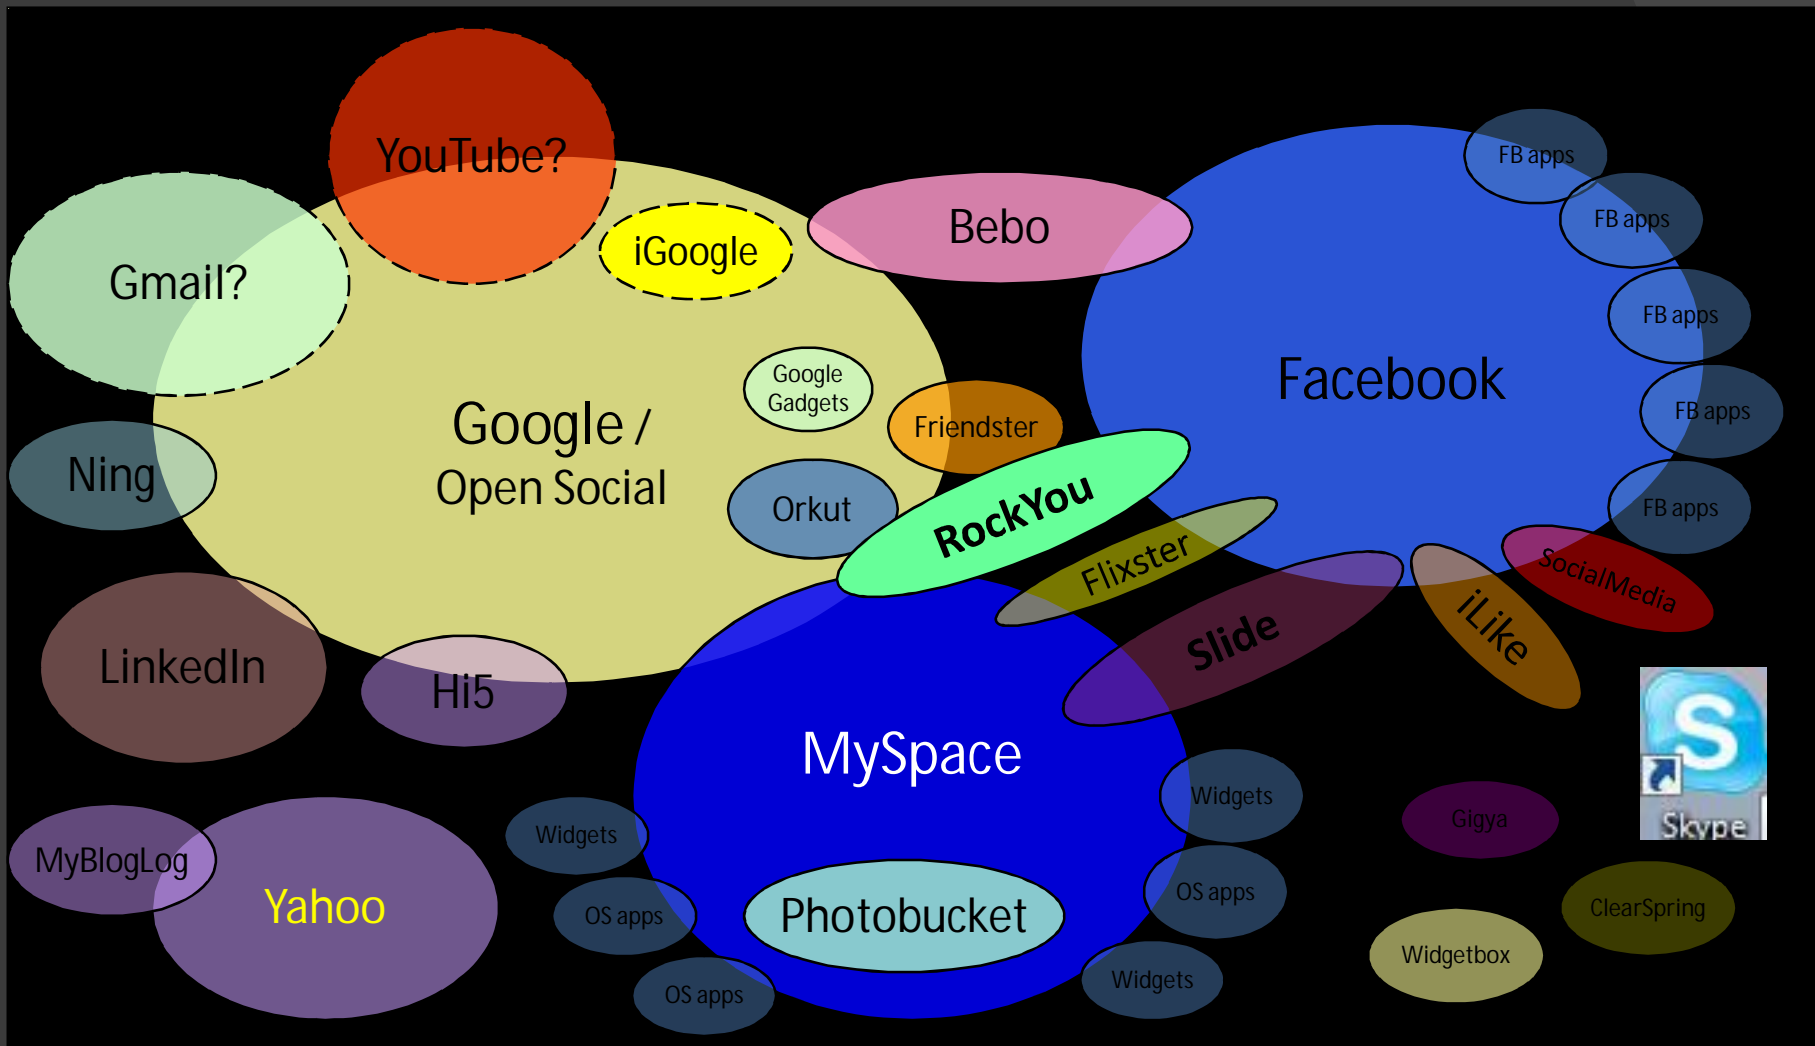 YouTube?
FB apps
FB apps
Bebo
iGoogle
Gmail?
FB apps
Facebook
Google
Gadgets
FB apps
Google /
Open Social
Friendster
Ning
Orkut
RockYou
FB apps
Flixster
SocialMedia
iLike
Slide
LinkedIn
Hi5
MySpace
Widgets
Gigya
S
Skype
Widgets
MyBlogLog
Yahoo
OS apps
Photobucket
OS apps
ClearSpring
Widgetbox
OS apps
Widgets